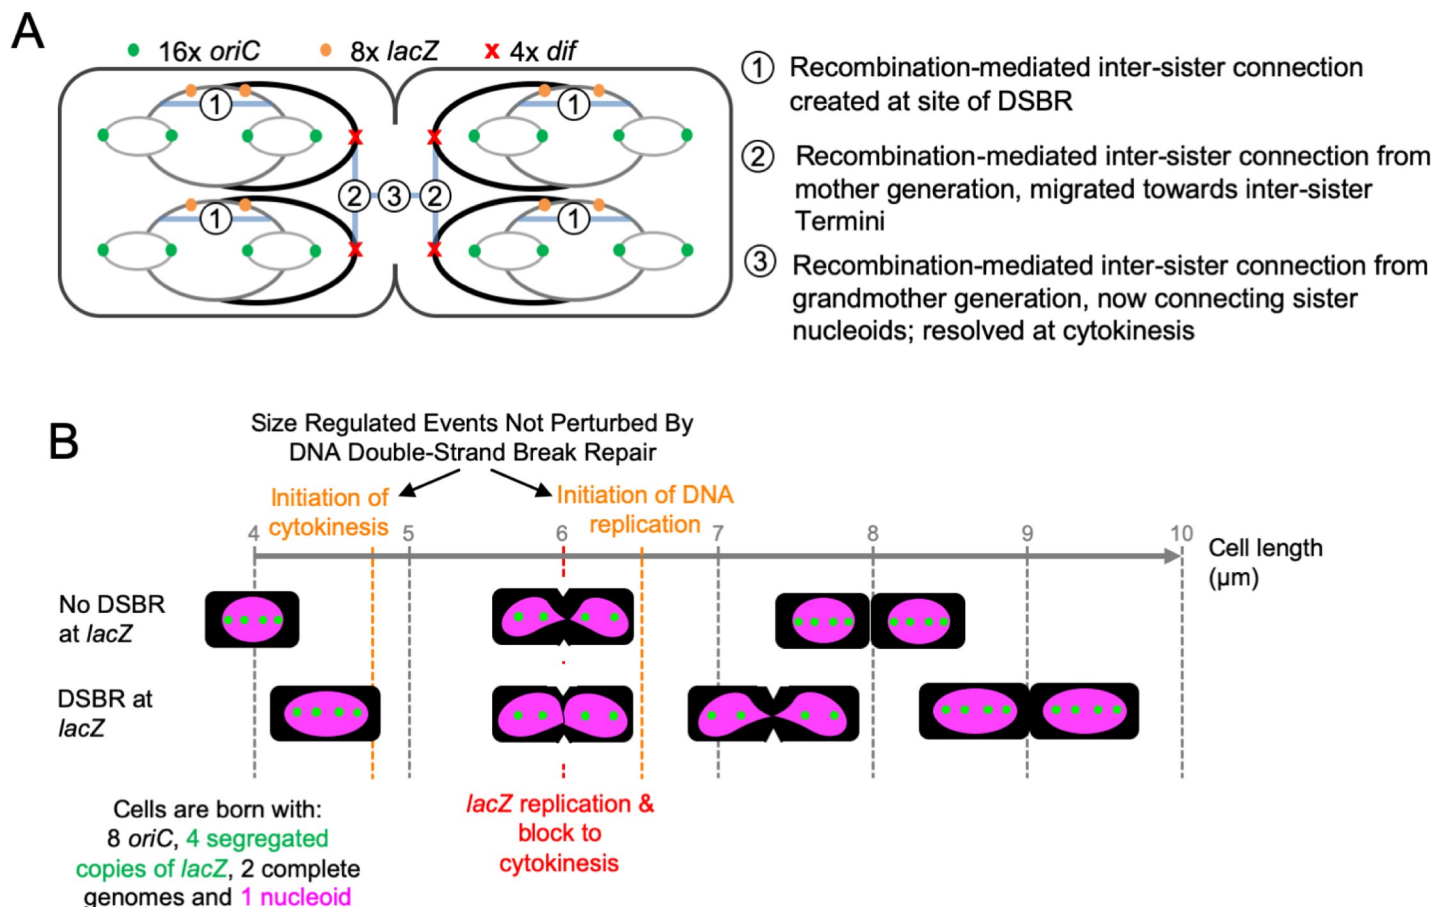 A
16x oriC
8x lacZ
x 4x dif
1
1
1
1
2
3
2
1 Recombination-mediated inter-sister connection
created at site of DSBR
2 Recombination-mediated inter-sister connection from
mother generation, migrated towards inter-sister
Termini
3 Recombination-mediated inter-sister connection from
grandmother generation, now connecting sister
nucleoids; resolved at cytokinesis
B
Size Regulated Events Not Perturbed By
DNA Double-Strand Break Repair
Initiation of
cytokinesis
Initiation of DNA
replication
4 5 6 7 8 9 10
Cell length
(µm)
No DSBR
at lacZ
DSBR at
lacZ
Cells are born with:
8 oriC, 4 segregated
copies of lacZ, 2 complete
genomes and 1 nucleoid
lacZ replication &
block to
cytokinesis